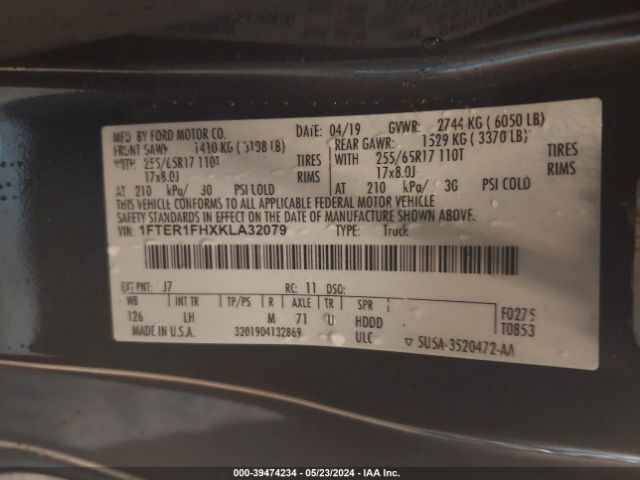 MFD. BY FORD MOTOR CO. DATE: 04/19 GVWR: 2744 KG ( 6050 LB)
FRONT GAWR: 1410 KG ( 3108 LB) REAR GAWR: 1529 KG ( 3370 LB)
WITH 255/65R17 110T TIRES WITH 255/65R17 110T TIRES
17x8.0J RIMS 17x8.0J RIMS
AT 210 kPa/ 30 PSI COLD AT 210 kPa/ 30 PSI COLD
THIS VEHICLE CONFORMS TO ALL APPLICABLE FEDERAL MOTOR VEHICLE
SAFETY STANDARDS IN EFFECT ON THE DATE OF MANUFACTURE SHOWN ABOVE.
VIN: 1FTER1FHXKLA32079 TYPE: Truck
EXT PNT: J7 RC: 11 DSO:
WB INT TR TP/PS R AXLE TR SPR F0275
126 LH M 71 U HDDD T0853
MADE IN U.S.A. 3201904132869 ULC ▽ 5USA-3520472-AA
000-39474234 - 05/23/2024 - IAA Inc.